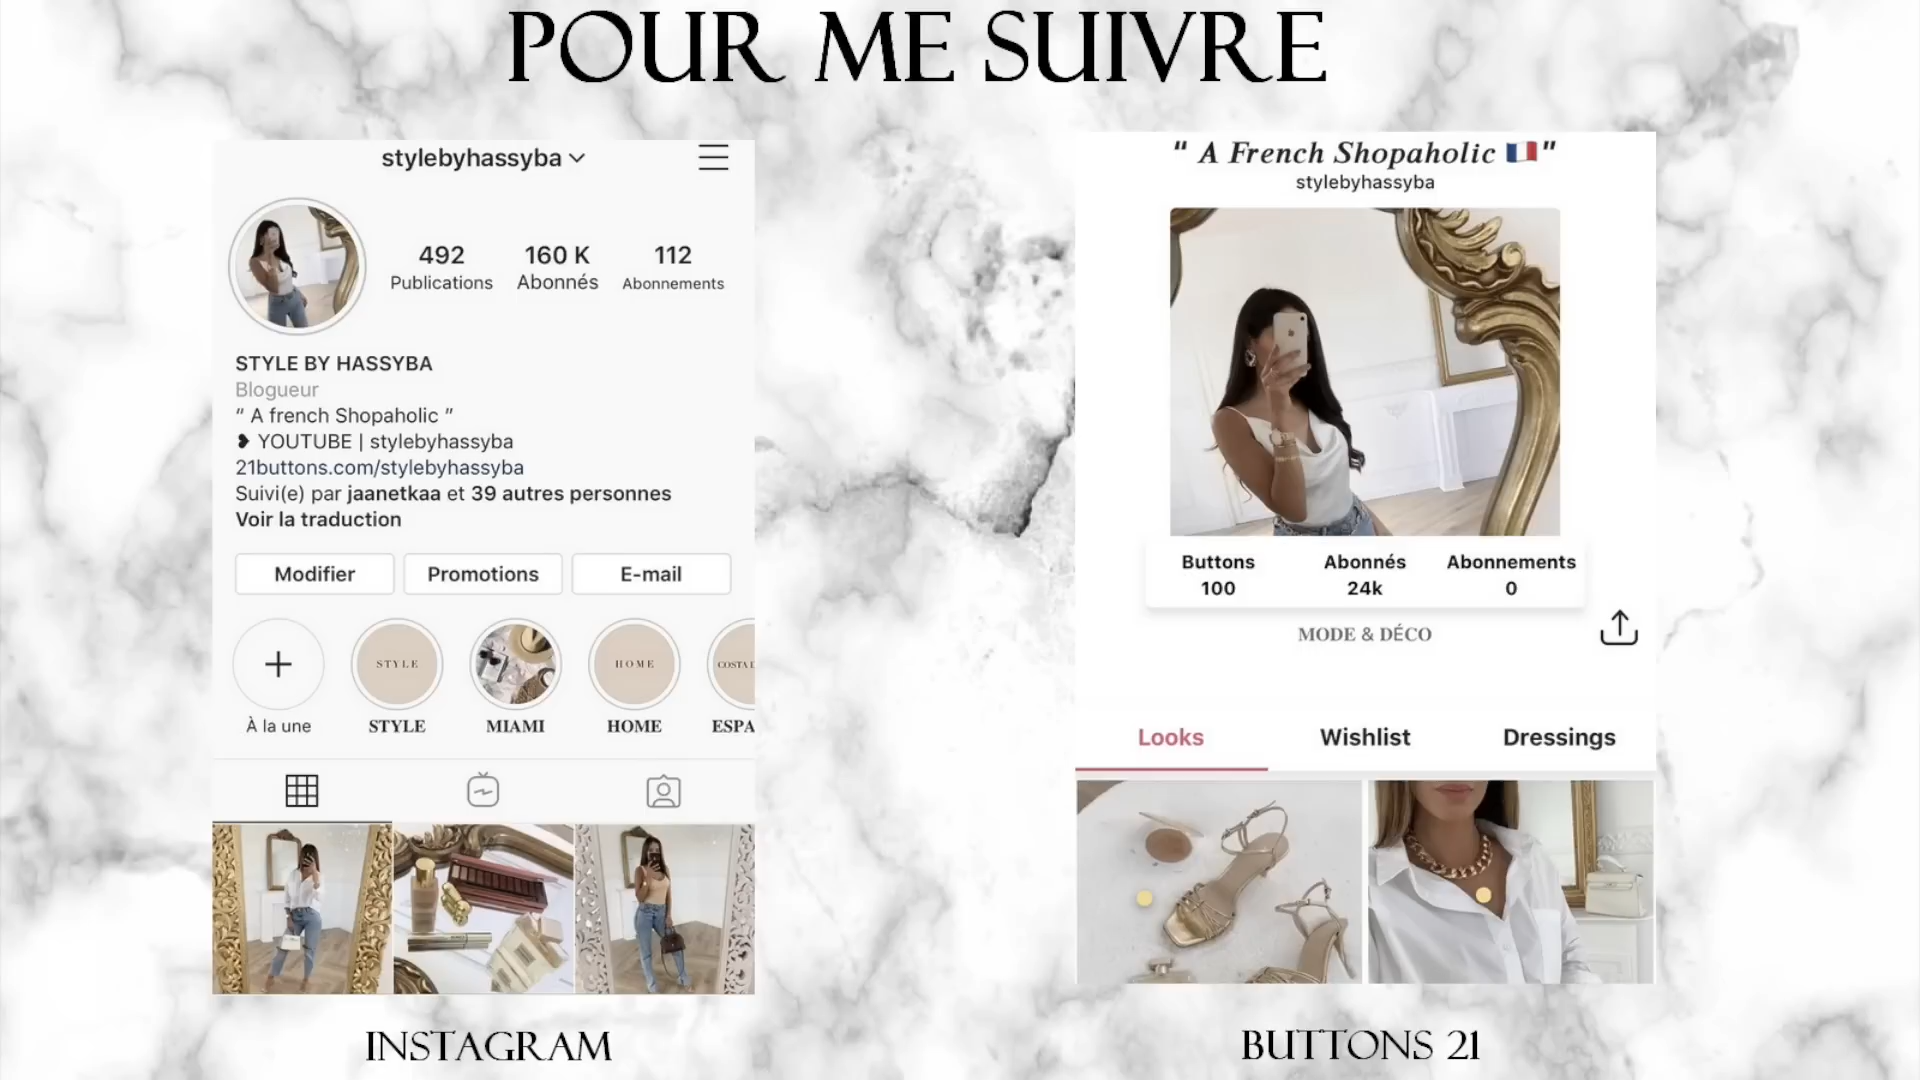 POUR ME SUIVRE
stylebyhassyba
492
160 K
112
Publications
Abonnés
Abonnements
STYLE BY HASSYBA
Blogueur
“ A french Shopaholic ”
❥ YOUTUBE | stylebyhassyba
21buttons.com/stylebyhassyba
Suivi(e) par jaanetkaa et 39 autres personnes
Voir la traduction
Modifier
Promotions
E-mail
STYLE
HOME
À la une
STYLE
MIAMI
HOME
ESPA
INSTAGRAM
“ A French Shopaholic 🇫🇷"
stylebyhassyba
Buttons
Abonnés
Abonnements
100
24k
0
MODE & DÉCO
Looks
Wishlist
Dressings
BUTTONS 21